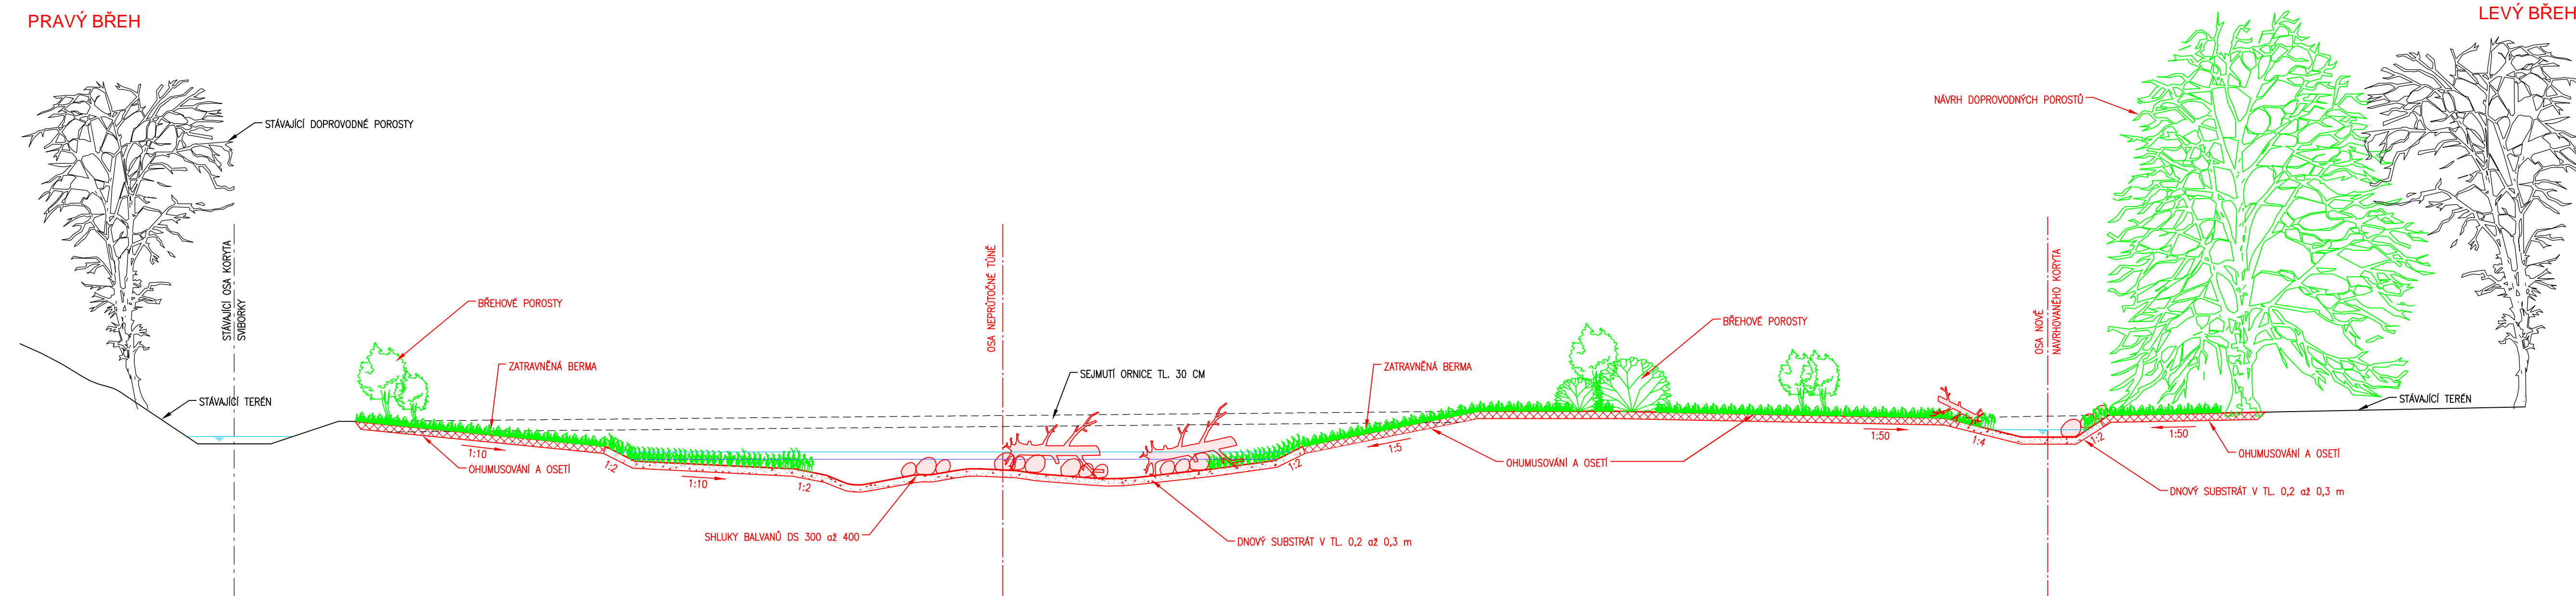 PRAVÝ BŘEH
LEVÝ BŘEH
NÁVRH DOPROVODNÝCH POROSTŮ
STÁVAJÍCÍ DOPROVODNÉ POROSTY
STÁVAJÍCÍ OSA KORYTA
SVIBORKY
OSA NEPRŮTOČNÉ TŮNĚ
OSA NOVĚ
NAVRHOVANÉHO KORYTA
BŘEHOVÉ POROSTY
BŘEHOVÉ POROSTY
ZATRAVNĚNÁ BERMA
SEJMUTÍ ORNICE TL. 30 CM
ZATRAVNĚNÁ BERMA
STÁVAJÍCÍ TERÉN
STÁVAJÍCÍ TERÉN
1:10
1:2
1:10
1:2
1:2
1:5
1:50
1:4
1:2
1:50
OHUMUSOVÁNÍ A OSETÍ
OHUMUSOVÁNÍ A OSETÍ
OHUMUSOVÁNÍ A OSETÍ
DNOVÝ SUBSTRÁT V TL. 0,2 až 0,3 m
SHLUKY BALVANŮ DS 300 až 400
DNOVÝ SUBSTRÁT V TL. 0,2 až 0,3 m